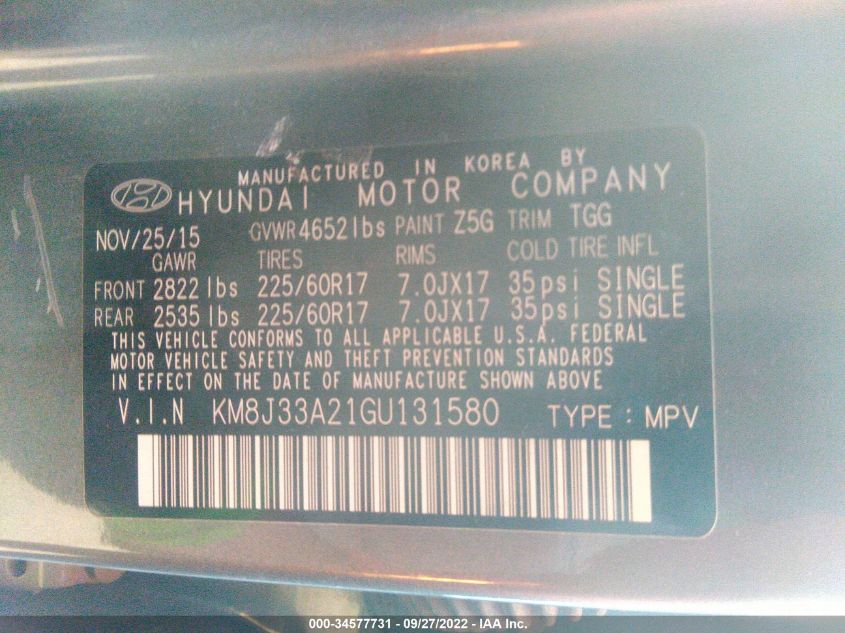 MANUFACTURED IN KOREA BY
HYUNDAI MOTOR COMPANY
NOV/25/15 GVWR 4652 lbs PAINT Z5G TRIM TGG
GAWR TIRES RIMS COLD TIRE INFL
FRONT 2822 lbs 225/60R17 7.0JX17 35psi SINGLE
REAR 2535 lbs 225/60R17 7.0JX17 35psi SINGLE
THIS VEHICLE CONFORMS TO ALL APPLICABLE U.S.A. FEDERAL
MOTOR VEHICLE SAFETY AND THEFT PREVENTION STANDARDS
IN EFFECT ON THE DATE OF MANUFACTURE SHOWN ABOVE
V.I.N KM8J33A21GU131580 TYPE : MPV
000-34577731 - 09/27/2022 - IAA Inc.